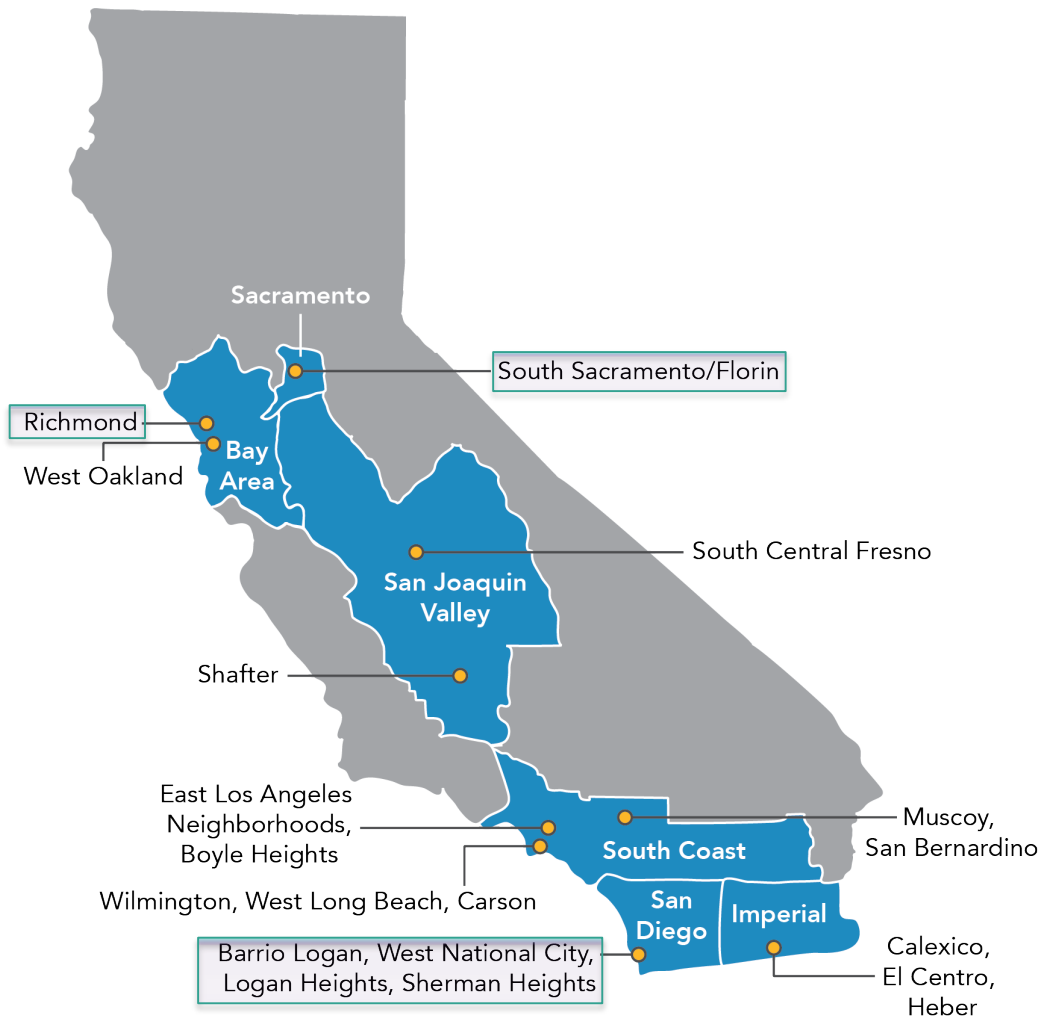 Sacramento
South Sacramento/Florin
Richmond
West Oakland
Bay
Area
South Central Fresno
San Joaquin
Valley
Shafter
East Los Angeles
Neighborhoods,
Boyle Heights
Muscoy,
San Bernardino
South Coast
Wilmington, West Long Beach, Carson
San
Diego
Imperial
Barrio Logan, West National City,
Logan Heights, Sherman Heights
Calexico,
El Centro,
Heber